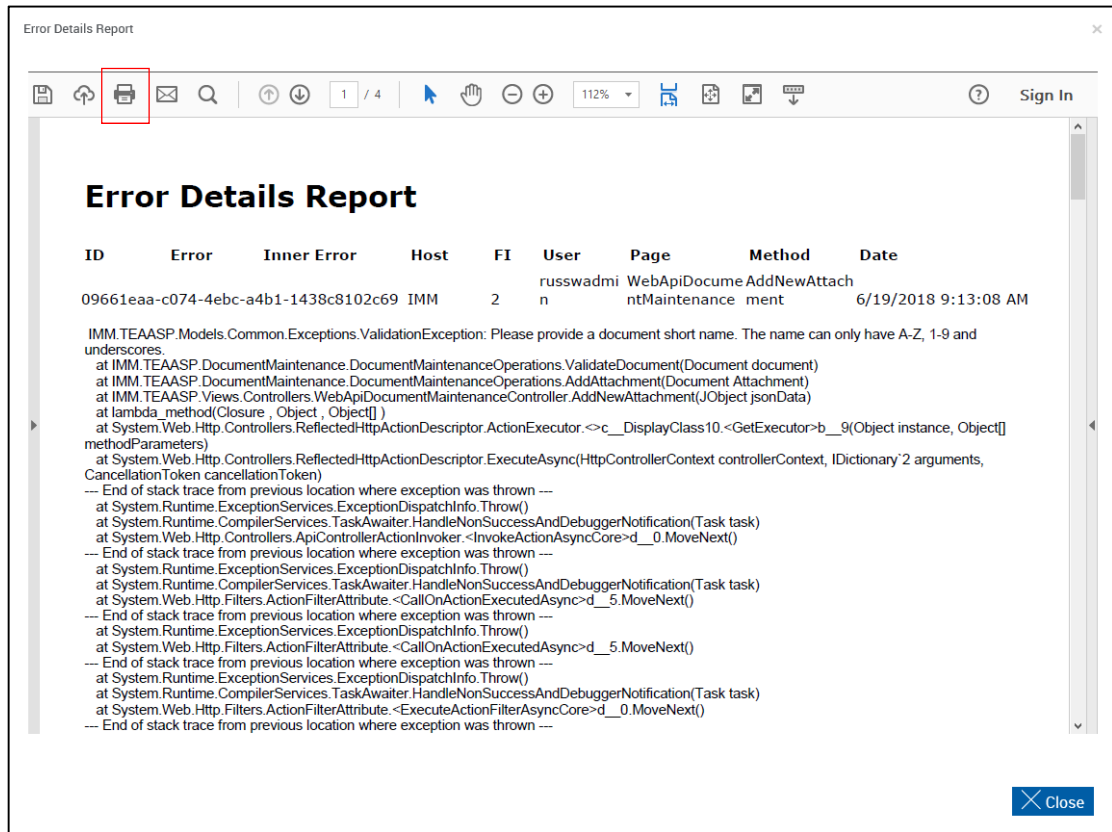 Error Details Report
1 / 4 112% Sign In
Error Details Report
ID Error Inner Error Host FI User Page Method Date
russwadmi WebApiDocume AddNewAttach
09661eaa-c074-4ebc-a4b1-1438c8102c69 IMM 2 n ntMaintenance ment 6/19/2018 9:13:08 AM
IMM.TEAASP.Models.Common.Exceptions.ValidationException: Please provide a document short name. The name can only have A-Z, 1-9 and
underscores.
at IMM.TEAASP.DocumentMaintenance.DocumentMaintenanceOperations.ValidateDocument(Document document)
at IMM.TEAASP.DocumentMaintenance.DocumentMaintenanceOperations.AddAttachment(Document Attachment)
at IMM.TEAASP.Views.Controllers.WebApiDocumentMaintenanceController.AddNewAttachment(JObject jsonData)
at lambda_method(Closure , Object , Object[] )
at System.Web.Http.Controllers.ReflectedHttpActionDescriptor.ActionExecutor.<>c__DisplayClass10.<GetExecutor>b__9(Object instance, Object[]
methodParameters)
at System.Web.Http.Controllers.ReflectedHttpActionDescriptor.ExecuteAsync(HttpControllerContext controllerContext, IDictionary`2 arguments,
CancellationToken cancellationToken)
--- End of stack trace from previous location where exception was thrown ---
at System.Runtime.ExceptionServices.ExceptionDispatchInfo.Throw()
at System.Runtime.CompilerServices.TaskAwaiter.HandleNonSuccessAndDebuggerNotification(Task task)
at System.Web.Http.Controllers.ApiControllerActionInvoker.<InvokeActionAsyncCore>d__0.MoveNext()
--- End of stack trace from previous location where exception was thrown ---
at System.Runtime.ExceptionServices.ExceptionDispatchInfo.Throw()
at System.Runtime.CompilerServices.TaskAwaiter.HandleNonSuccessAndDebuggerNotification(Task task)
at System.Web.Http.Filters.ActionFilterAttribute.<CallOnActionExecutedAsync>d__5.MoveNext()
--- End of stack trace from previous location where exception was thrown ---
at System.Runtime.ExceptionServices.ExceptionDispatchInfo.Throw()
at System.Web.Http.Filters.ActionFilterAttribute.<CallOnActionExecutedAsync>d__5.MoveNext()
--- End of stack trace from previous location where exception was thrown ---
at System.Runtime.ExceptionServices.ExceptionDispatchInfo.Throw()
at System.Runtime.CompilerServices.TaskAwaiter.HandleNonSuccessAndDebuggerNotification(Task task)
at System.Web.Http.Filters.ActionFilterAttribute.<ExecuteActionFilterAsyncCore>d__0.MoveNext()
--- End of stack trace from previous location where exception was thrown ---
Close